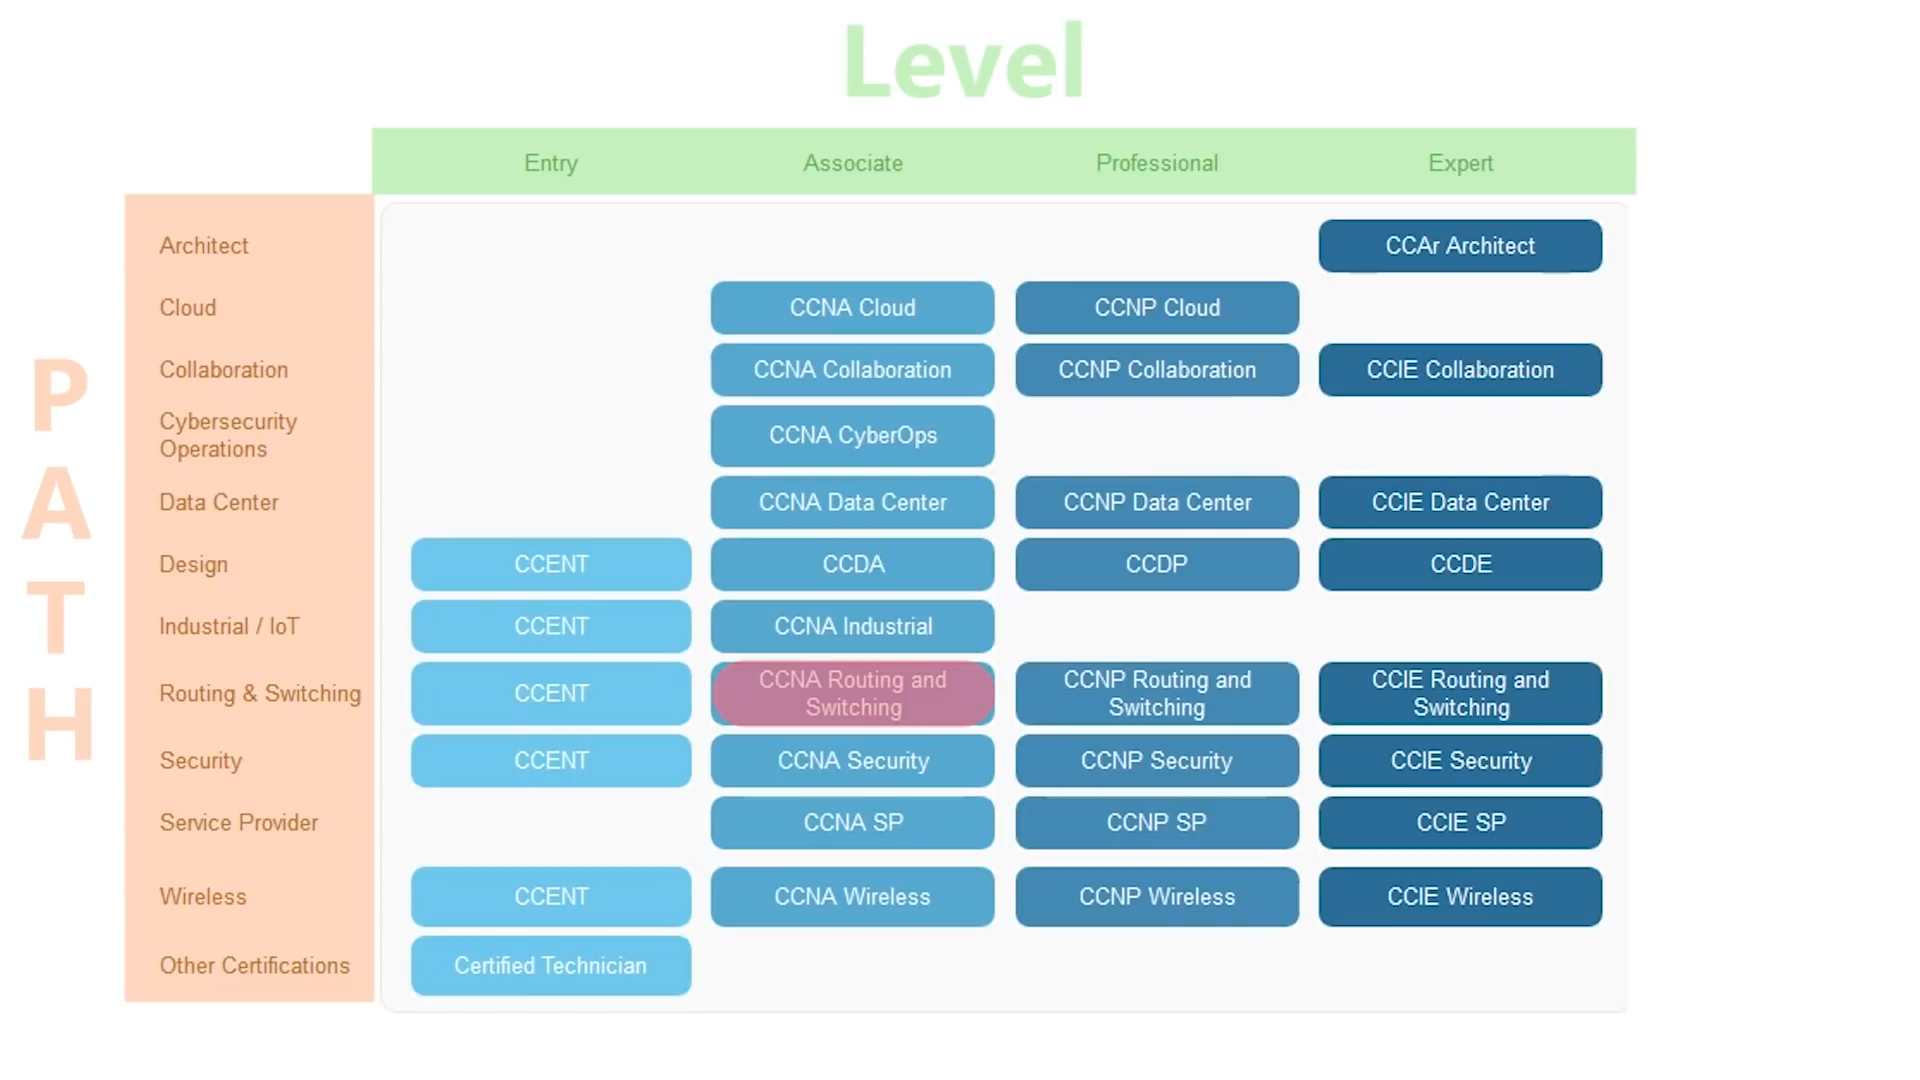 Level
Entry Associate Professional Expert
PATH
Architect CCAr Architect
Cloud CCNA Cloud CCNP Cloud
Collaboration CCNA Collaboration CCNP Collaboration CCIE Collaboration
Cybersecurity
Operations CCNA CyberOps
Data Center CCNA Data Center CCNP Data Center CCIE Data Center
Design CCENT CCDA CCDP CCDE
Industrial / IoT CCENT CCNA Industrial
Routing & Switching CCENT CCNA Routing and
Switching CCNP Routing and
Switching CCIE Routing and
Switching
Security CCENT CCNA Security CCNP Security CCIE Security
Service Provider CCNA SP CCNP SP CCIE SP
Wireless CCENT CCNA Wireless CCNP Wireless CCIE Wireless
Other Certifications Certified Technician